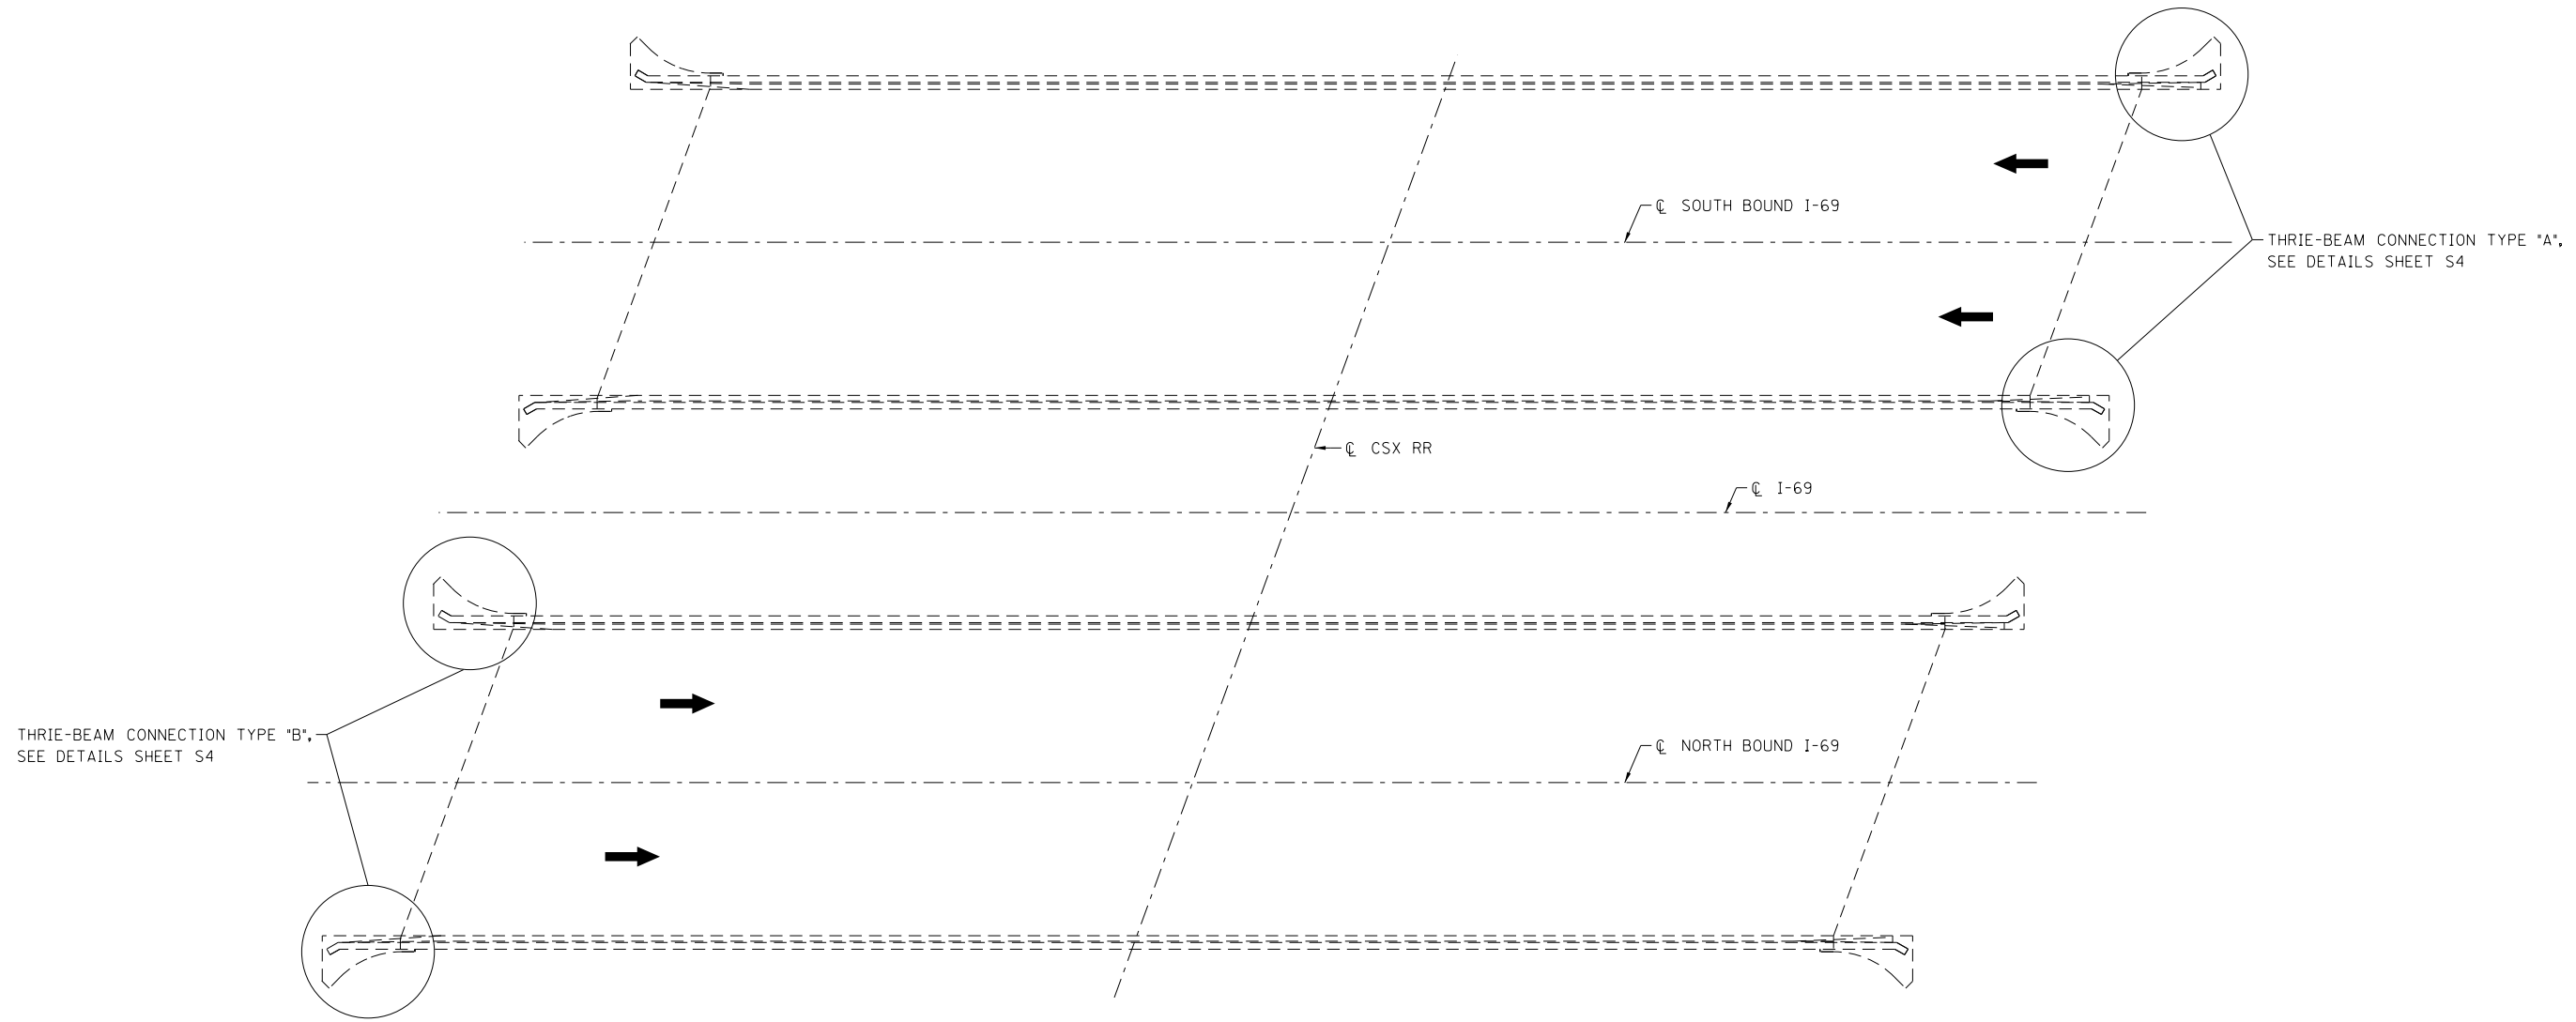 ℄ SOUTH BOUND I-69
THRIE-BEAM CONNECTION TYPE "A",
SEE DETAILS SHEET S4
℄ CSX RR
℄ I-69
THRIE-BEAM CONNECTION TYPE "B",
SEE DETAILS SHEET S4
℄ NORTH BOUND I-69